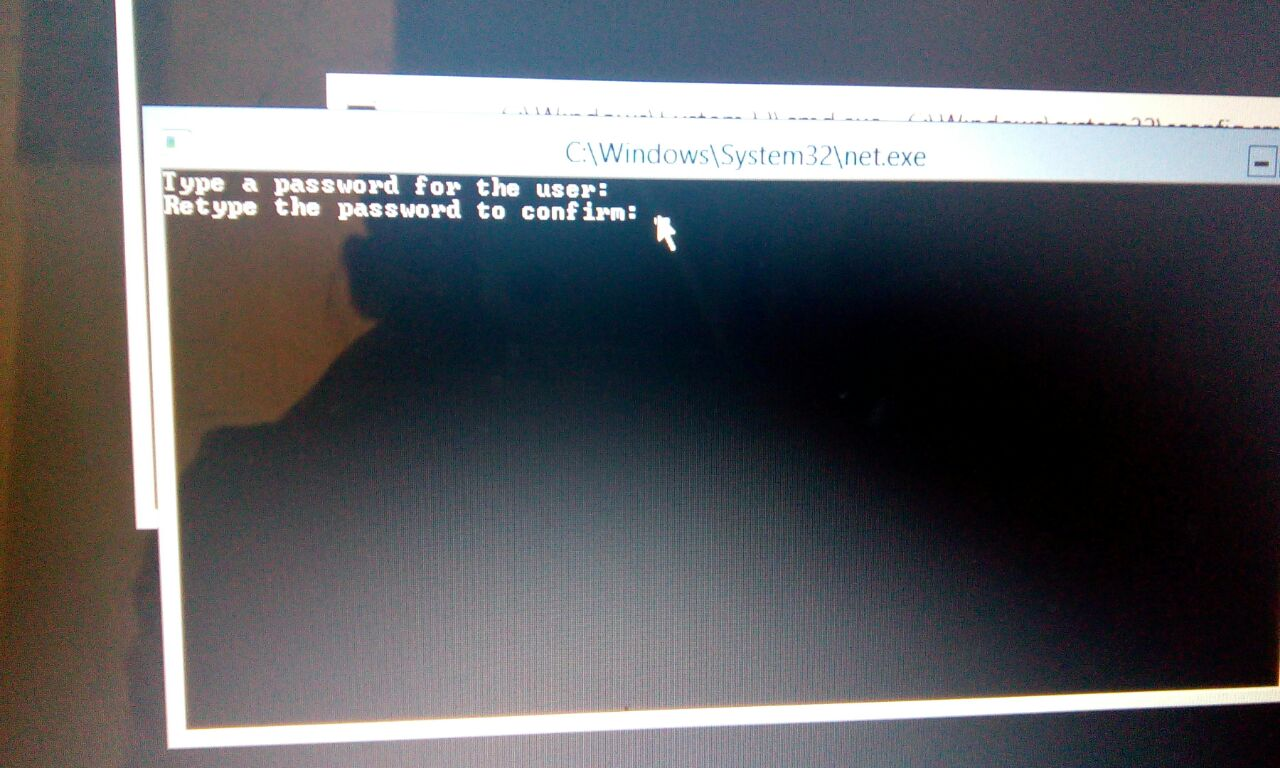 C:\Windows\System32\net.exe
Type a password for the user:
Retype the password to confirm: